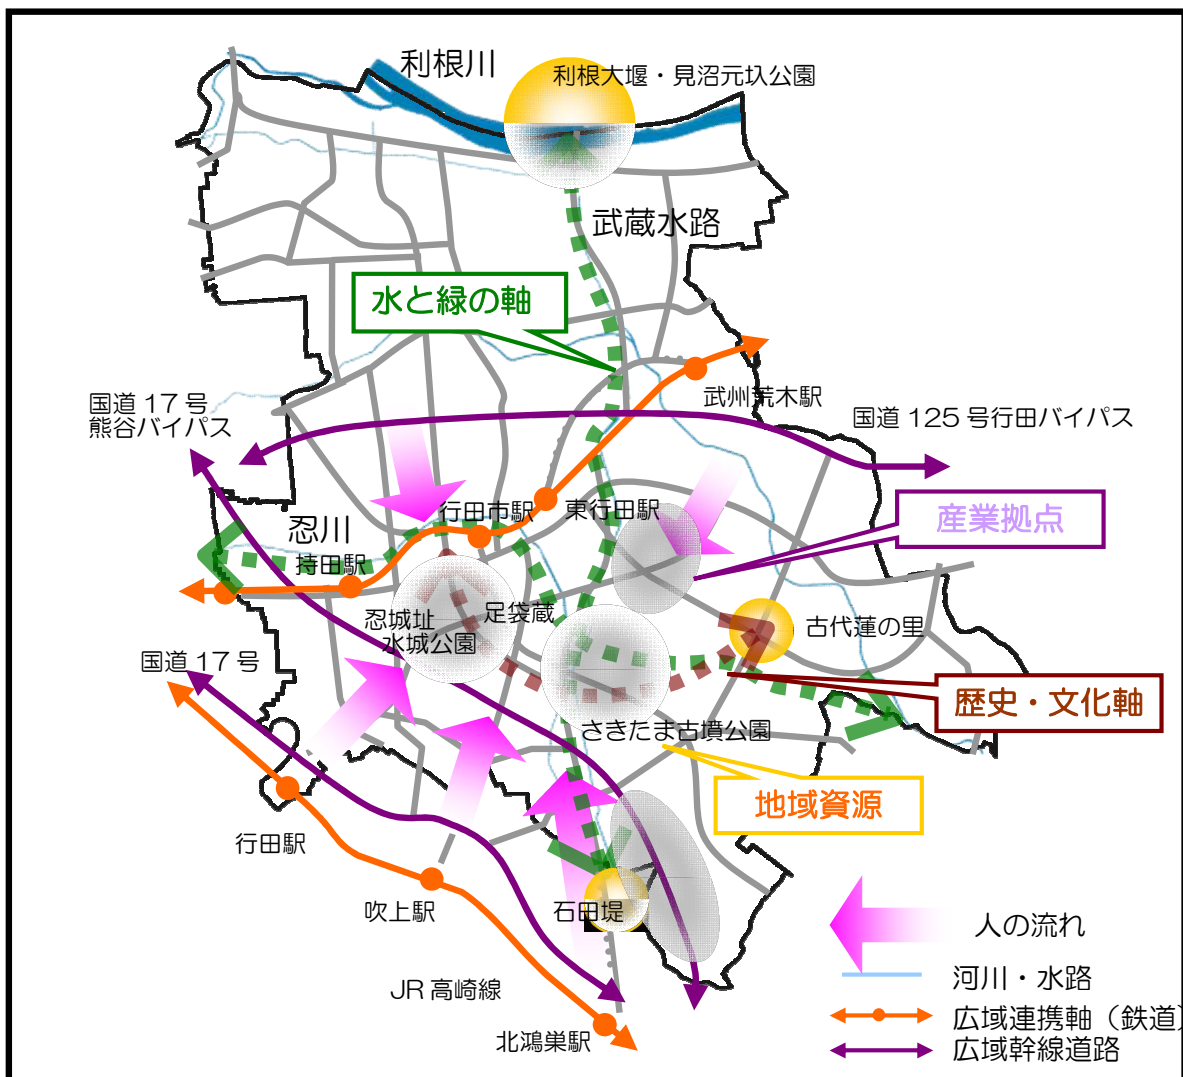 利根川
利根大堰・見沼元圦公園
武蔵水路
水と緑の軸
武州荒木駅
国道 17 号
熊谷バイパス
国道 125 号行田バイパス
産業拠点
行田市駅
東行田駅
忍川
持田駅
足袋蔵
忍城址
水城公園
古代蓮の里
国道 17 号
歴史・文化軸
さきたま古墳公園
地域資源
行田駅
吹上駅
石田堤
JR 高崎線
北鴻巣駅
人の流れ
河川・水路
広域連携軸（鉄道）
広域幹線道路